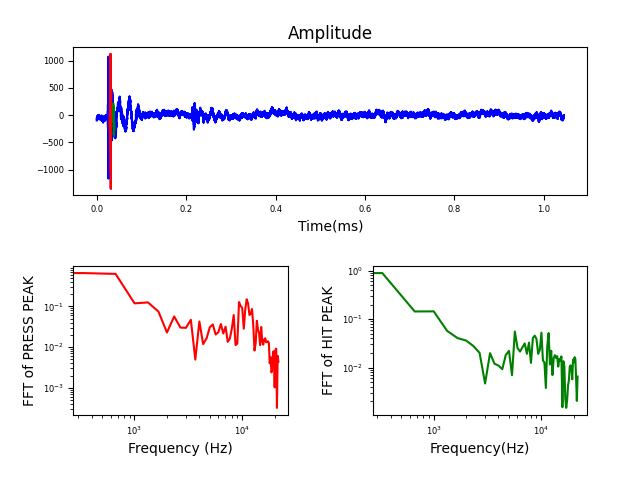 Amplitude
1000
500
0
−500
−1000
0.0 0.2 0.4 0.6 0.8 1.0
Time(ms)
FFT of PRESS PEAK
10⁻¹
10⁻²
10⁻³
10³ 10⁴
Frequency (Hz)
FFT of HIT PEAK
10⁰
10⁻¹
10⁻²
10³ 10⁴
Frequency(Hz)